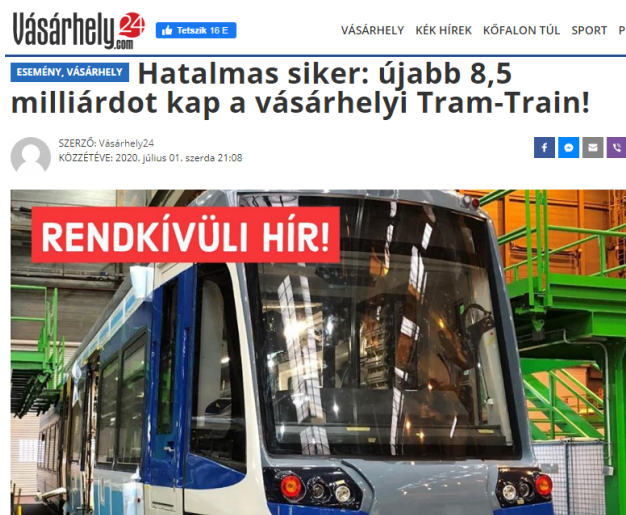 Vásárhely24
.com
Tetszik 16 E
VÁSÁRHELY KÉK HÍREK KŐFALON TÚL SPORT P
ESEMÉNY, VÁSÁRHELY Hatalmas siker: újabb 8,5
milliárdot kap a vásárhelyi Tram-Train!
SZERZŐ: Vásárhely24
KÖZZÉTÉVE: 2020. július 01. szerda 21:08
RENDKÍVÜLI HÍR!